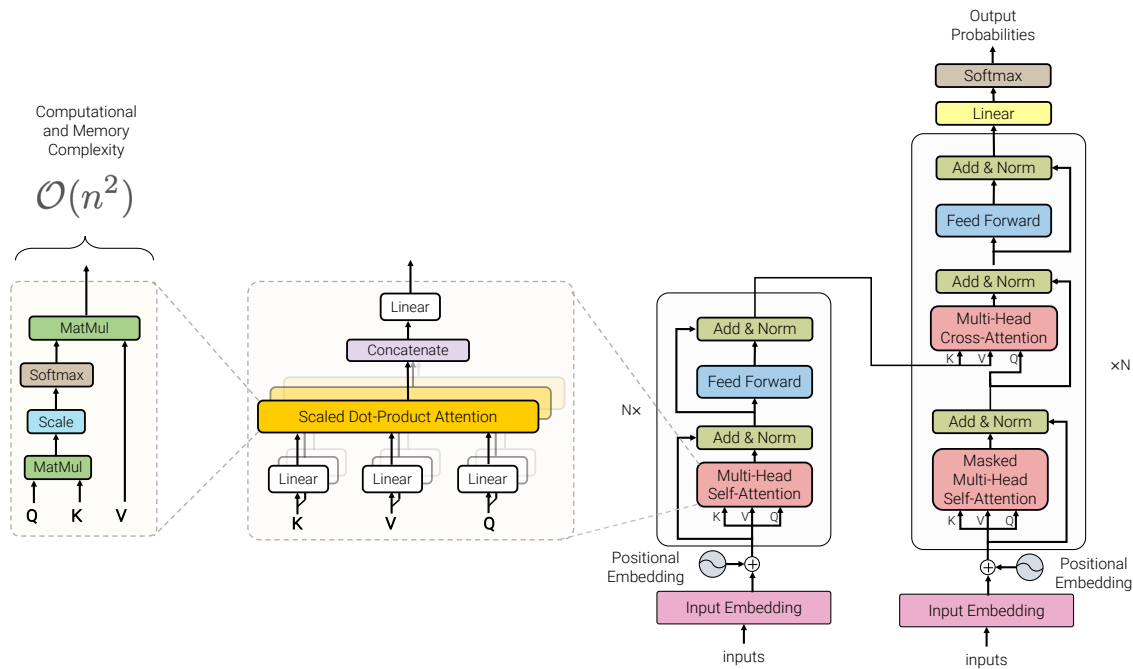 Computational
and Memory
Complexity
O(n²)
MatMul
Softmax
Scale
MatMul
Q
K
V
Linear
Concatenate
Scaled Dot-Product Attention
Linear
Linear
Linear
K
V
Q
N×
Add & Norm
Feed Forward
Add & Norm
Multi-Head
Self-Attention
K
V
Q
Positional
Embedding
Input Embedding
inputs
Output
Probabilities
Softmax
Linear
Add & Norm
Feed Forward
Add & Norm
Multi-Head
Cross-Attention
K
V
Q
×N
Add & Norm
Masked
Multi-Head
Self-Attention
K
V
Q
Positional
Embedding
Input Embedding
inputs